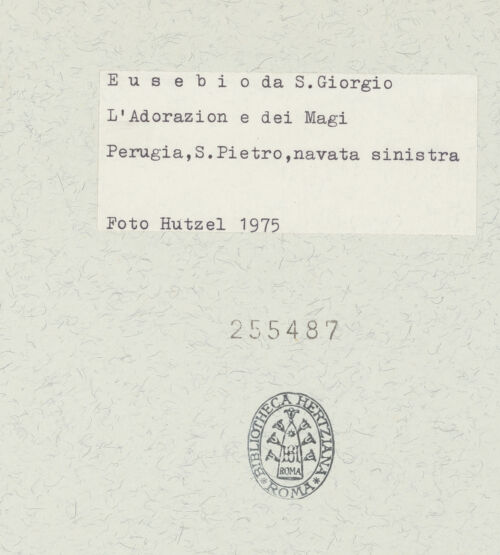 E u s e b i o da S.Giorgio
L'Adorazion e dei Magi
Perugia,S.Pietro,navata sinistra
Foto Hutzel 1975
255487
BIBLIOTHECA HERTZIANA
ROMA
ROMA